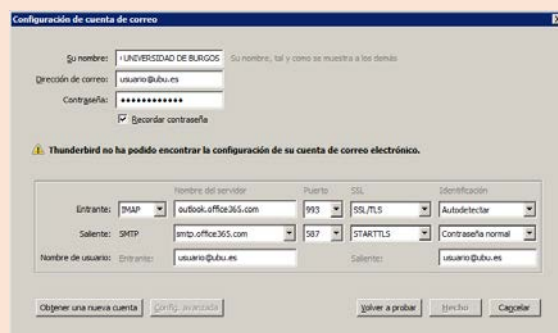 Configuración de cuenta de correo
Su nombre: UNIVERSIDAD DE BURGOS Su nombre, tal y como se muestra a los demás
Dirección de correo: usuario@ubu.es
Contraseña: ••••••••••••
Recordar contraseña
Thunderbird no ha podido encontrar la configuración de su cuenta de correo electrónico.
Nombre del servidor Puerto SSL Identificación
Entrante: IMAP outlook.office365.com 993 SSL/TLS Autodetectar
Saliente: SMTP smtp.office365.com 587 STARTTLS Contraseña normal
Nombre de usuario: Entrante: usuario@ubu.es Saliente: usuario@ubu.es
Obtener una nueva cuenta Config. avanzada Volver a probar Hecho Cancelar